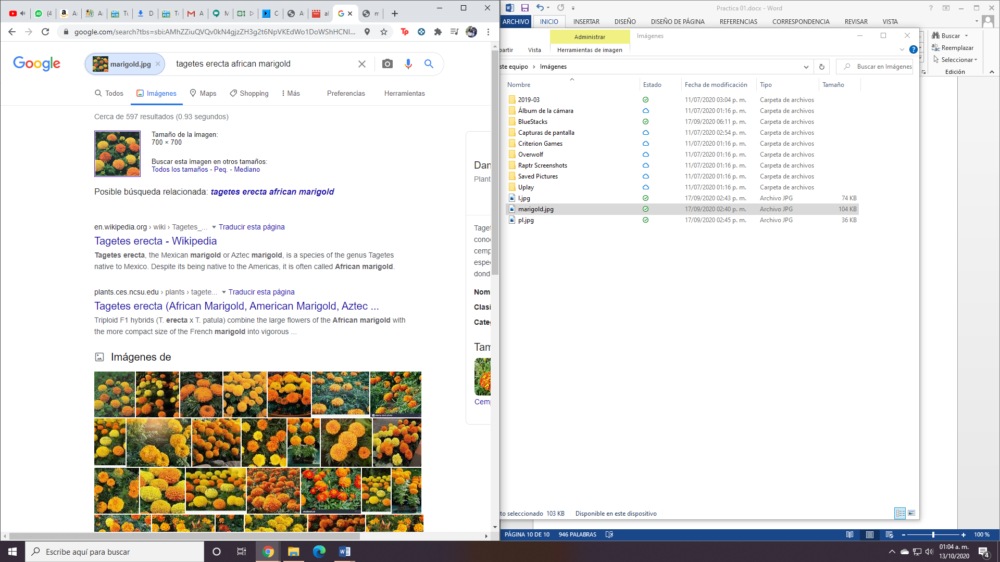 (4
A
A
Tu
D
Tu
A
M
D
C
A
al
m
google.com/search?tbs=sbi:AMhZZiuQVQv0kN4gjzZH3g2t6NpVKEdWo1DoWShHCNI...
Google
marigold.jpg
tagetes erecta african marigold
Todos
Imágenes
Maps
Shopping
Más
Preferencias
Herramientas
Cerca de 597 resultados (0.93 segundos)
Tamaño de la imagen:
700 × 700
Buscar esta imagen en otros tamaños:
Todos los tamaños - Peq. - Mediano
Posible búsqueda relacionada: tagetes erecta african marigold
en.wikipedia.org › wiki › Tagetes_... Traducir esta página
Tagetes erecta - Wikipedia
Tagetes erecta, the Mexican marigold or Aztec marigold, is a species of the genus Tagetes
native to Mexico. Despite its being native to the Americas, it is often called African marigold.
plants.ces.ncsu.edu › plants › tagete... Traducir esta página
Tagetes erecta (African Marigold, American Marigold, Aztec ...
Triploid F1 hybrids (T. erecta x T. patula) combine the large flowers of the African marigold with
the more compact size of the French marigold into vigorous ...
Imágenes de
Dam
Plant
Taget
cono
cemp
espe
dond
Nom
Clasi
Cate
Tam
Cemp
Practica 01.docx - Word
ARCHIVO INICIO INSERTAR DISEÑO DISEÑO DE PÁGINA REFERENCIAS CORRESPONDENCIA REVISAR VISTA
Buscar
Reemplazar
Seleccionar
Edición
Administrar
Imágenes
partir Vista Herramientas de imagen
ste equipo › Imágenes
Buscar en Imágenes
Nombre Estado Fecha de modificación Tipo Tamaño
2019-03 11/07/2020 03:04 p. m. Carpeta de archivos
Álbum de la cámara 11/07/2020 01:16 p. m. Carpeta de archivos
BlueStacks 17/09/2020 06:11 p. m. Carpeta de archivos
Capturas de pantalla 11/07/2020 02:54 p. m. Carpeta de archivos
Criterion Games 11/07/2020 01:16 p. m. Carpeta de archivos
Overwolf 11/07/2020 01:16 p. m. Carpeta de archivos
Raptr Screenshots 11/07/2020 01:16 p. m. Carpeta de archivos
Saved Pictures 11/07/2020 01:16 p. m. Carpeta de archivos
Uplay 11/07/2020 01:16 p. m. Carpeta de archivos
l.jpg 17/09/2020 02:43 p. m. Archivo JPG 74 KB
marigold.jpg 17/09/2020 02:40 p. m. Archivo JPG 104 KB
pl.jpg 17/09/2020 02:45 p. m. Archivo JPG 36 KB
to seleccionado 103 KB Disponible en este dispositivo
PÁGINA 10 DE 10 946 PALABRAS
100 %
Escribe aquí para buscar
01:04 a. m.
13/10/2020
4